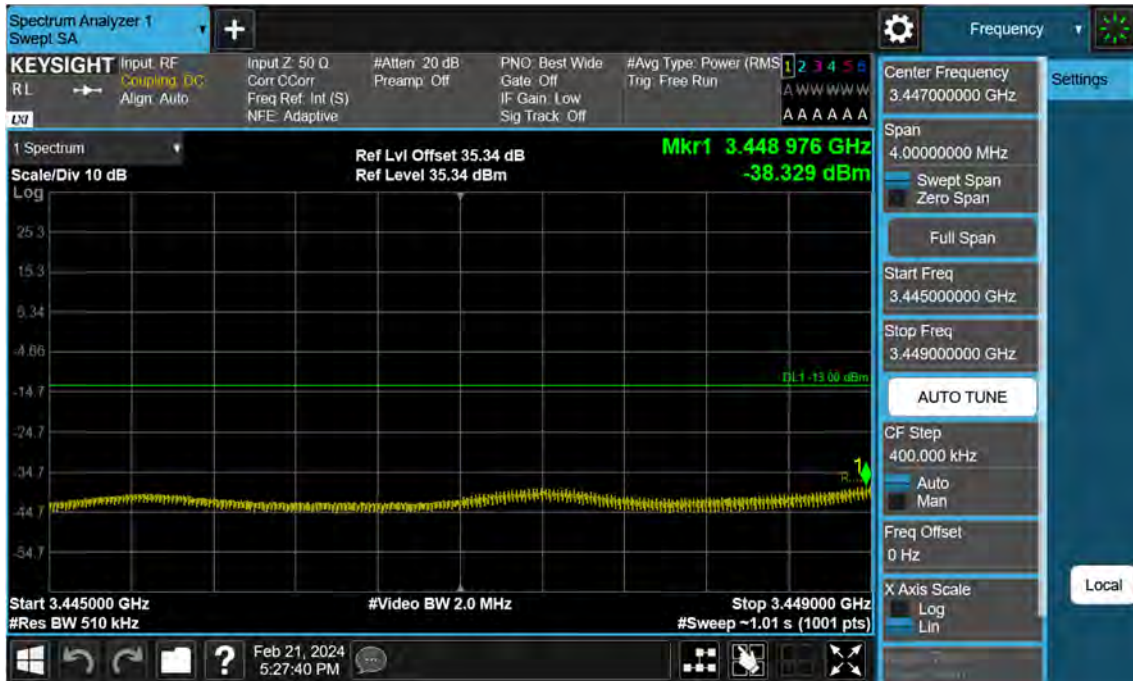 Spectrum Analyzer 1
Swept SA
Frequency
KEYSIGHT
RL
LXI
Input: RF
Coupling: DC
Align: Auto
Input Z: 50 Ω
Corr CCorr
Freq Ref: Int (S)
NFE: Adaptive
#Atten: 20 dB
Preamp: Off
PNO: Best Wide
Gate: Off
IF Gain: Low
Sig Track: Off
#Avg Type: Power (RMS
Trig: Free Run
1 2 3 4 5 6
A W W W W W
A A A A A A
1 Spectrum
Scale/Div 10 dB
Ref Lvl Offset 35.34 dB
Ref Level 35.34 dBm
Mkr1 3.448 976 GHz
-38.329 dBm
Log
25.3
15.3
5.34
-4.66
DL1 -13.00 dBm
-14.7
-24.7
-34.7
1
R...
-44.7
-54.7
Start 3.445000 GHz
#Video BW 2.0 MHz
Stop 3.449000 GHz
#Res BW 510 kHz
#Sweep ~1.01 s (1001 pts)
Feb 21, 2024
5:27:40 PM
?
Center Frequency
3.447000000 GHz
Settings
Span
4.00000000 MHz
Swept Span
Zero Span
Full Span
Start Freq
3.445000000 GHz
Stop Freq
3.449000000 GHz
AUTO TUNE
CF Step
400.000 kHz
Auto
Man
Freq Offset
0 Hz
X Axis Scale
Log
Lin
Local